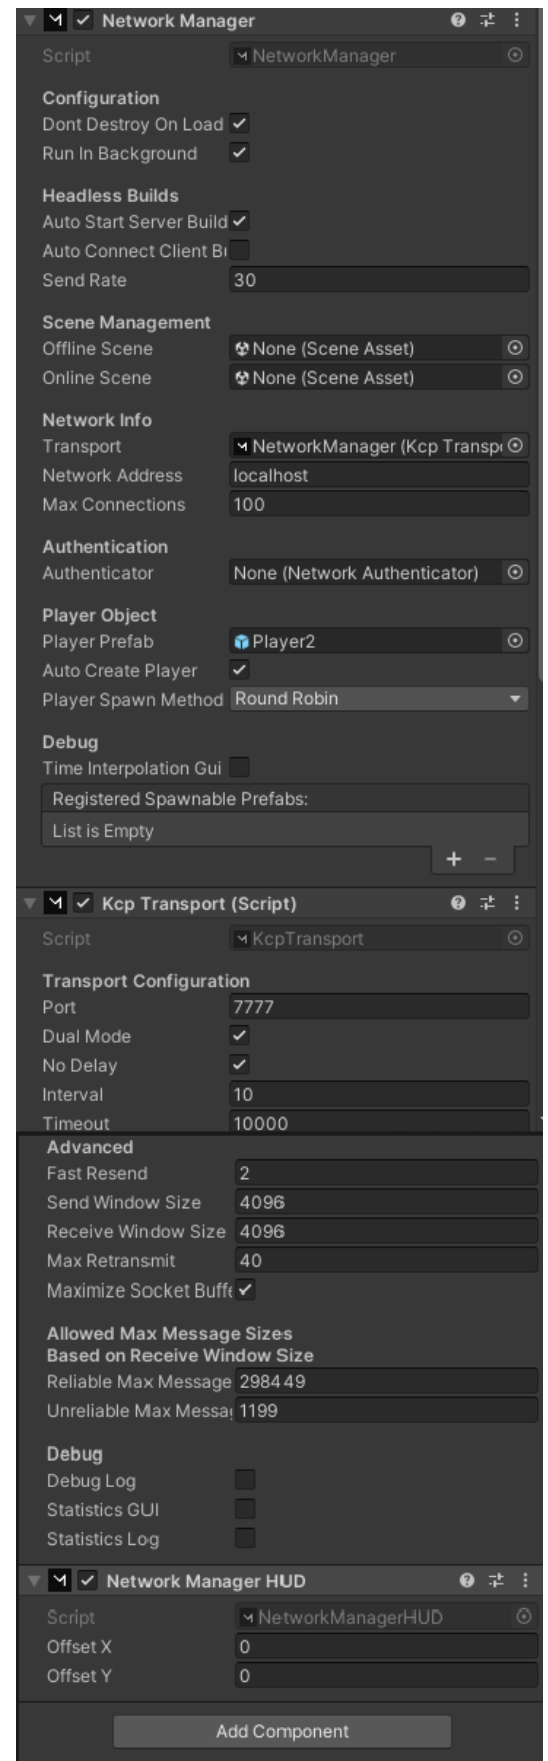 Network Manager
Script NetworkManager
Configuration
Dont Destroy On Load
Run In Background
Headless Builds
Auto Start Server Build
Auto Connect Client Bu
Send Rate 30
Scene Management
Offline Scene None (Scene Asset)
Online Scene None (Scene Asset)
Network Info
Transport NetworkManager (Kcp Transpo
Network Address localhost
Max Connections 100
Authentication
Authenticator None (Network Authenticator)
Player Object
Player Prefab Player2
Auto Create Player
Player Spawn Method Round Robin
Debug
Time Interpolation Gui
Registered Spawnable Prefabs:
List is Empty
+ −
Kcp Transport (Script)
Script KcpTransport
Transport Configuration
Port 7777
Dual Mode
No Delay
Interval 10
Timeout 10000
Advanced
Fast Resend 2
Send Window Size 4096
Receive Window Size 4096
Max Retransmit 40
Maximize Socket Buffe
Allowed Max Message Sizes
Based on Receive Window Size
Reliable Max Message 298449
Unreliable Max Messag 1199
Debug
Debug Log
Statistics GUI
Statistics Log
Network Manager HUD
Script NetworkManagerHUD
Offset X 0
Offset Y 0
Add Component